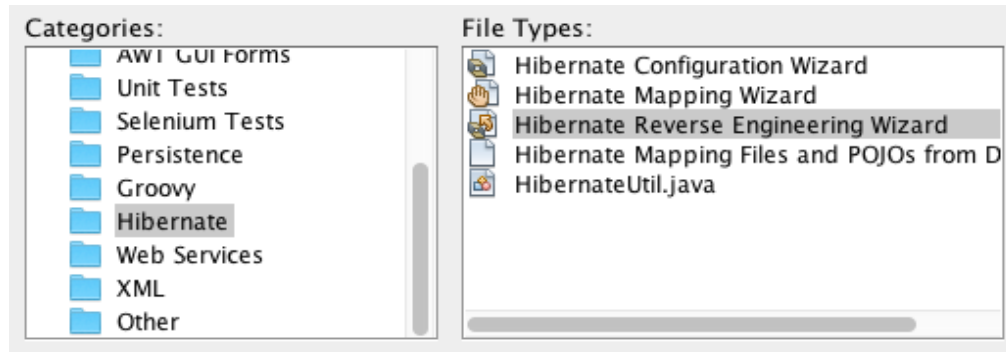 Categories:
AWT GUI Forms
Unit Tests
Selenium Tests
Persistence
Groovy
Hibernate
Web Services
XML
Other
File Types:
Hibernate Configuration Wizard
Hibernate Mapping Wizard
Hibernate Reverse Engineering Wizard
Hibernate Mapping Files and POJOs from D
HibernateUtil.java